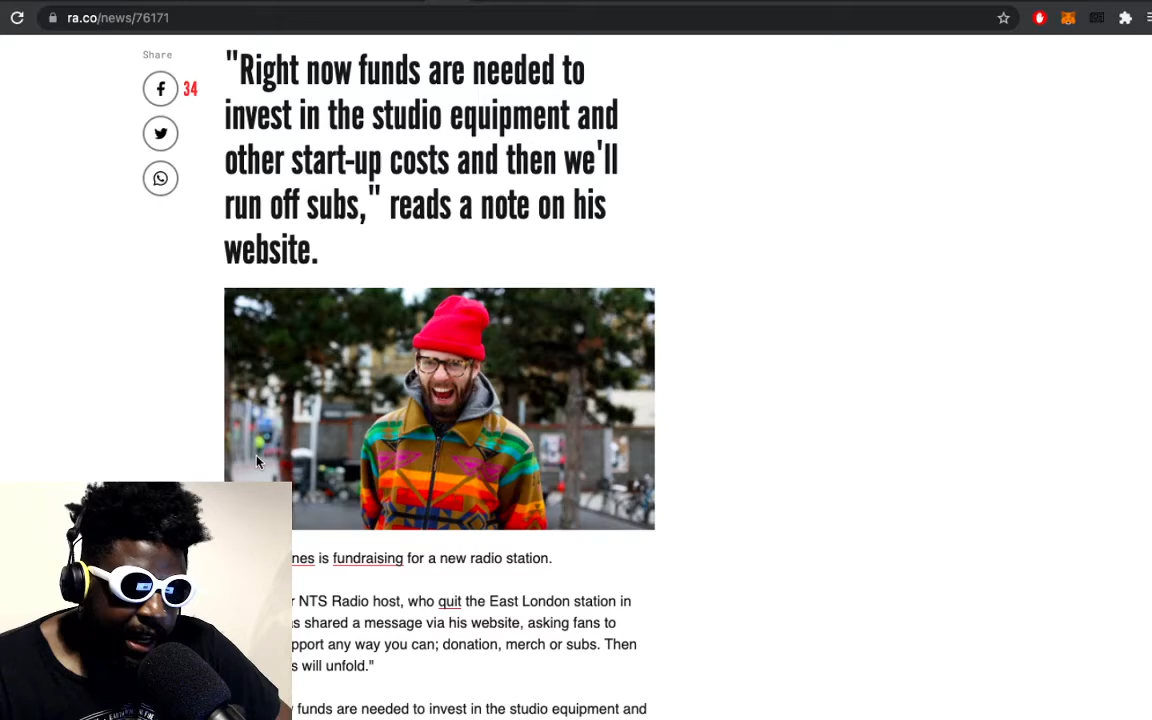 ra.co/news/76171
Share
34
"Right now funds are needed to
invest in the studio equipment and
other start-up costs and then we'll
run off subs," reads a note on his
website.
is fundraising for a new radio station.
NTS Radio host, who quit the East London station in
shared a message via his website, asking fans to
any way you can; donation, merch or subs. Then
will unfold."
funds are needed to invest in the studio equipment and